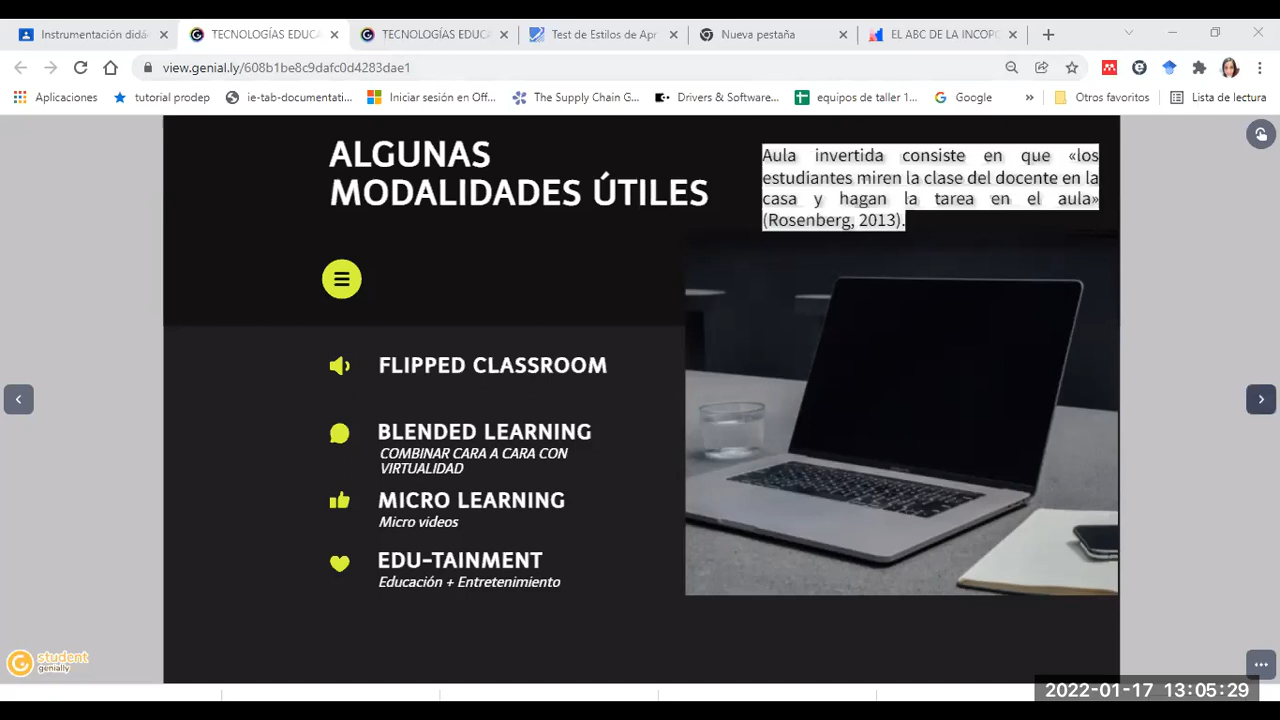 Instrumentación didá
TECNOLOGÍAS EDUCA
TECNOLOGÍAS EDUCA
Test de Estilos de Apr
Nueva pestaña
EL ABC DE LA INCOPO
view.genial.ly/608b1be8c9dafc0d4283dae1
Aplicaciones
tutorial prodep
ie-tab-documentati...
Iniciar sesión en Off...
The Supply Chain G...
Drivers & Software...
equipos de taller 1...
Google
»
Otros favoritos
Lista de lectura
ALGUNAS
MODALIDADES ÚTILES
Aula invertida consiste en que «los
estudiantes miren la clase del docente en la
casa y hagan la tarea en el aula»
(Rosenberg, 2013).
FLIPPED CLASSROOM
BLENDED LEARNING
COMBINAR CARA A CARA CON
VIRTUALIDAD
MICRO LEARNING
Micro videos
EDU-TAINMENT
Educación + Entretenimiento
student
genially
2022-01-17 13:05:29